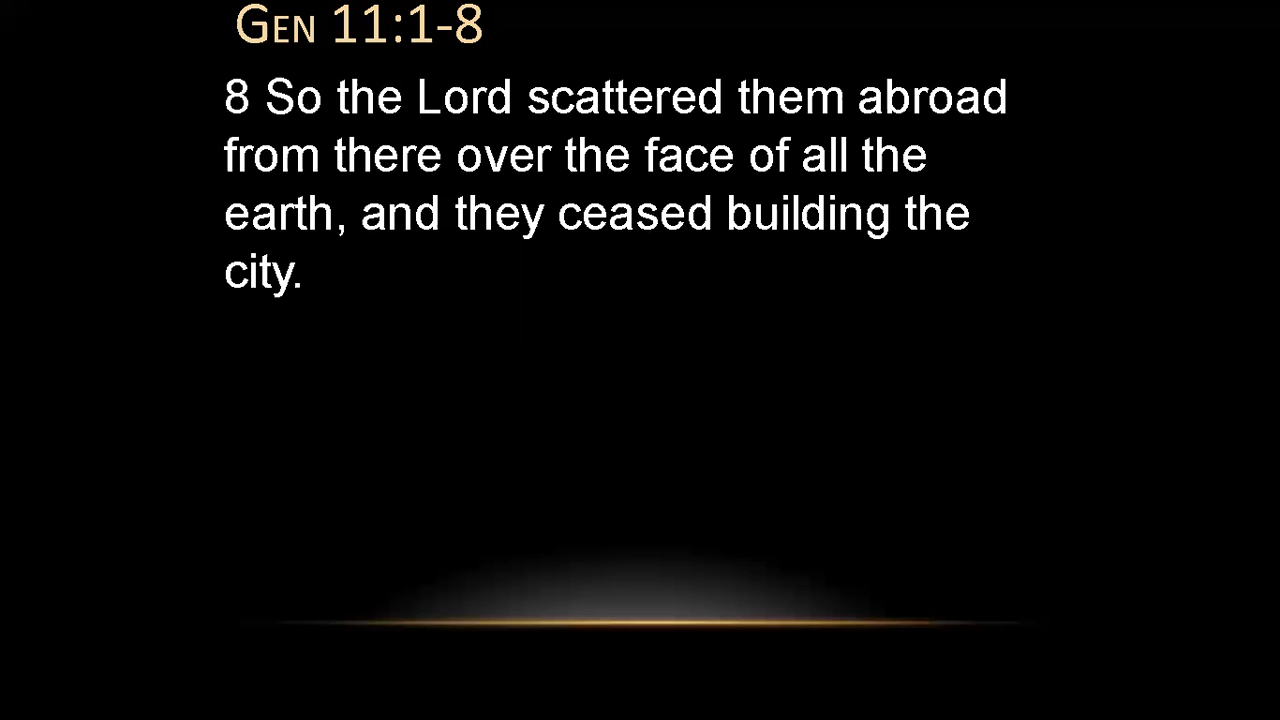 Gen 11:1-8
8 So the Lord scattered them abroad
from there over the face of all the
earth, and they ceased building the
city.